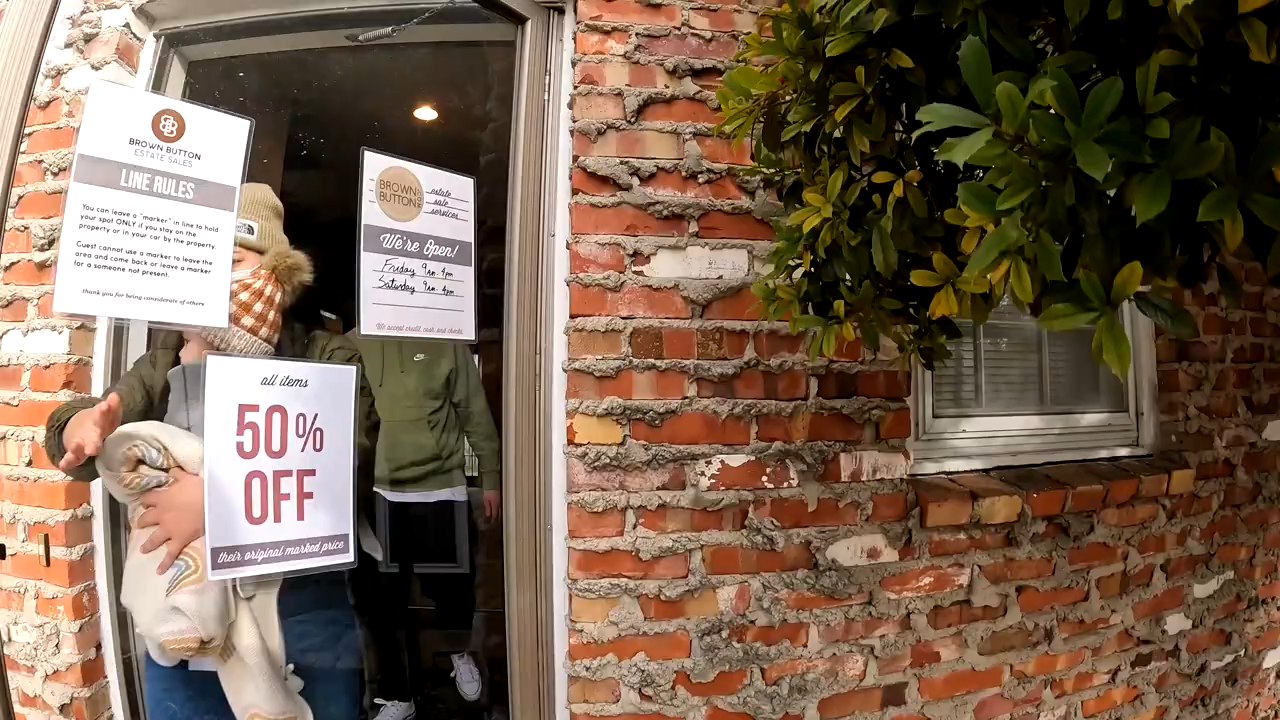 BB
BROWN BUTTON
ESTATE SALES
LINE RULES
You can leave a "marker" in line to hold
your spot ONLY if you stay on the
property or in your car by the property.
Guest cannot use a marker to leave the
area and come back or leave a marker
for a someone not present.
thank you for being considerate of others
BROWN
BUTTON
estate
sale
services
We're Open!
Friday 9am-4pm
Saturday 9am-4pm
We accept credit, cash, and checks
all items
50%
OFF
their original marked price